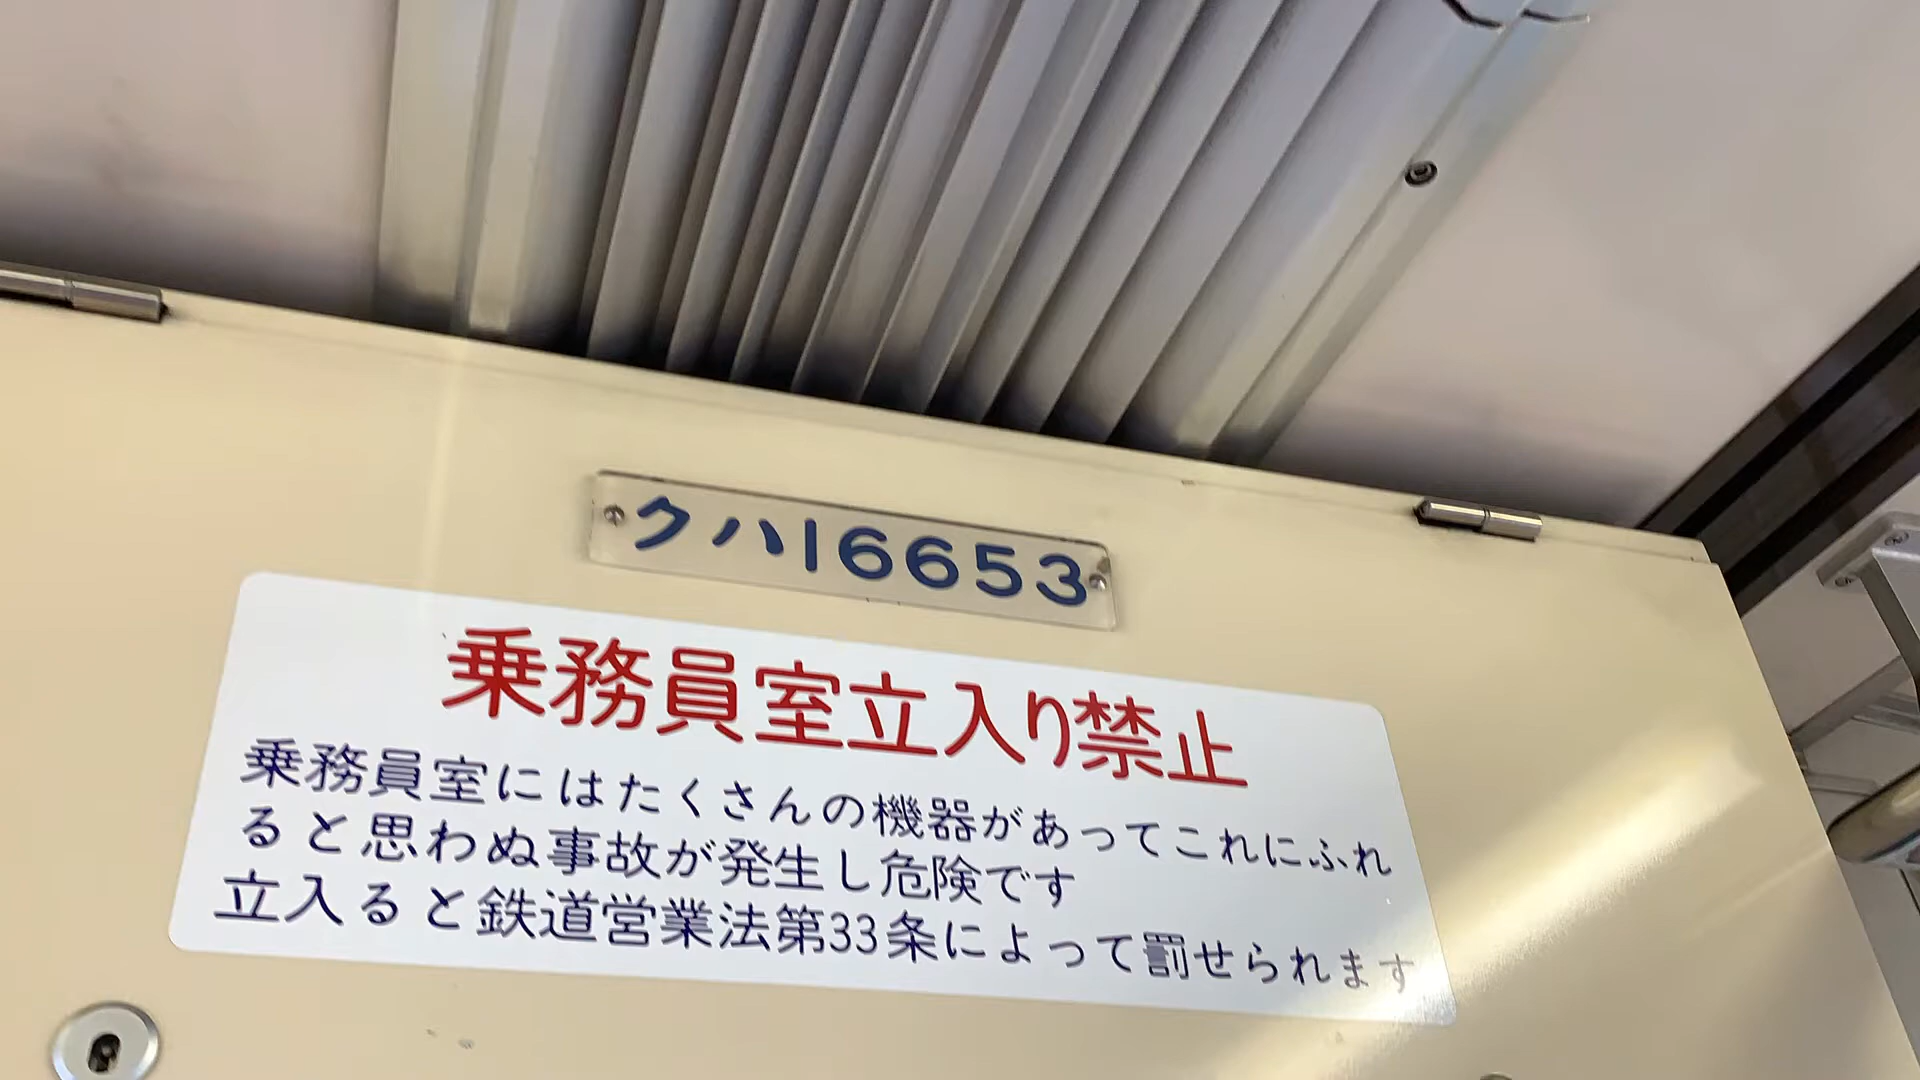 クハ16653
乗務員室立入り禁止
乗務員室にはたくさんの機器があってこれにふれ
ると思わぬ事故が発生し危険です
立入ると鉄道営業法第33条によって罰せられます